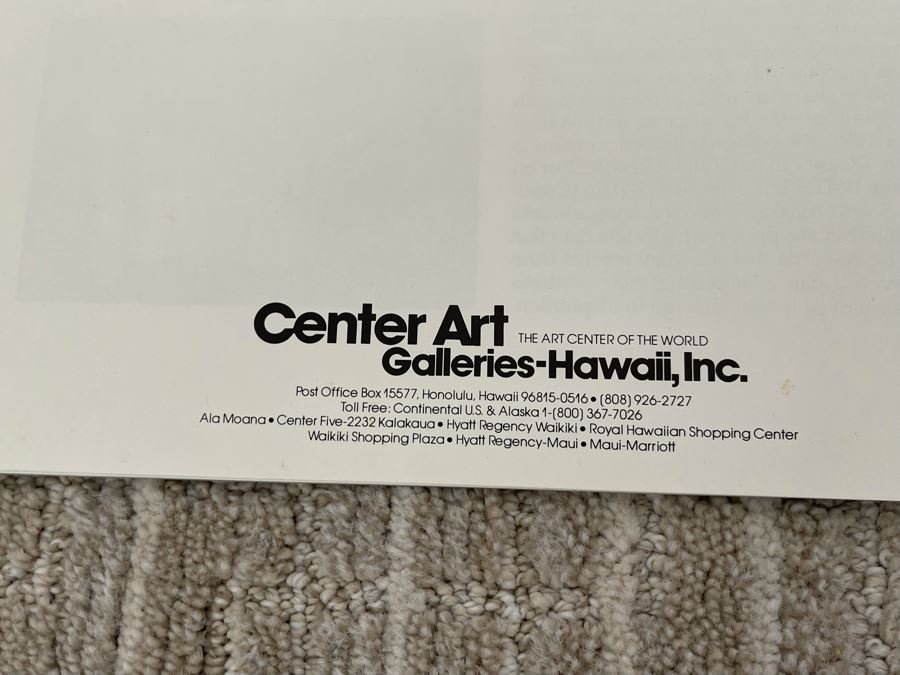 Center Art THE ART CENTER OF THE WORLD
Galleries-Hawaii, Inc.
Post Office Box 15577, Honolulu, Hawaii 96815-0516 • (808) 926-2727
Toll Free: Continental U.S. & Alaska 1-(800) 367-7026
Ala Moana • Center Five-2232 Kalakaua • Hyatt Regency Waikiki • Royal Hawaiian Shopping Center
Waikiki Shopping Plaza • Hyatt Regency-Maui • Maui-Marriott